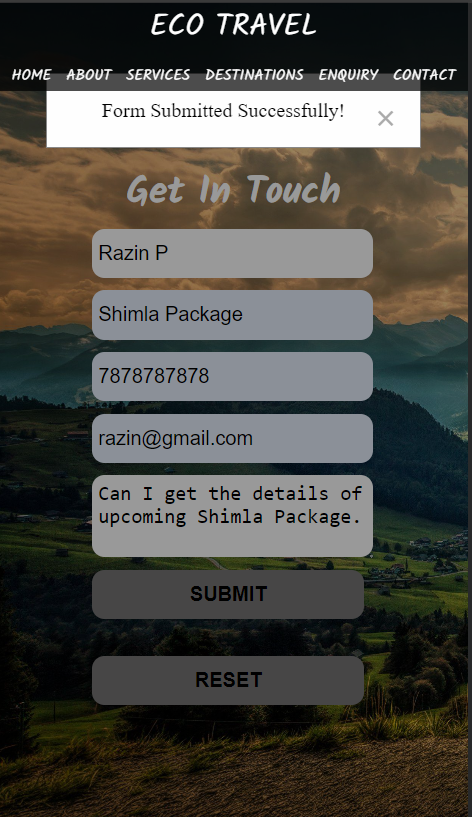 ECO TRAVEL
HOME ABOUT SERVICES DESTINATIONS ENQUIRY CONTACT
Form Submitted Successfully! ×
Get In Touch
Razin P
Shimla Package
7878787878
razin@gmail.com
Can I get the details of
upcoming Shimla Package.
SUBMIT
RESET